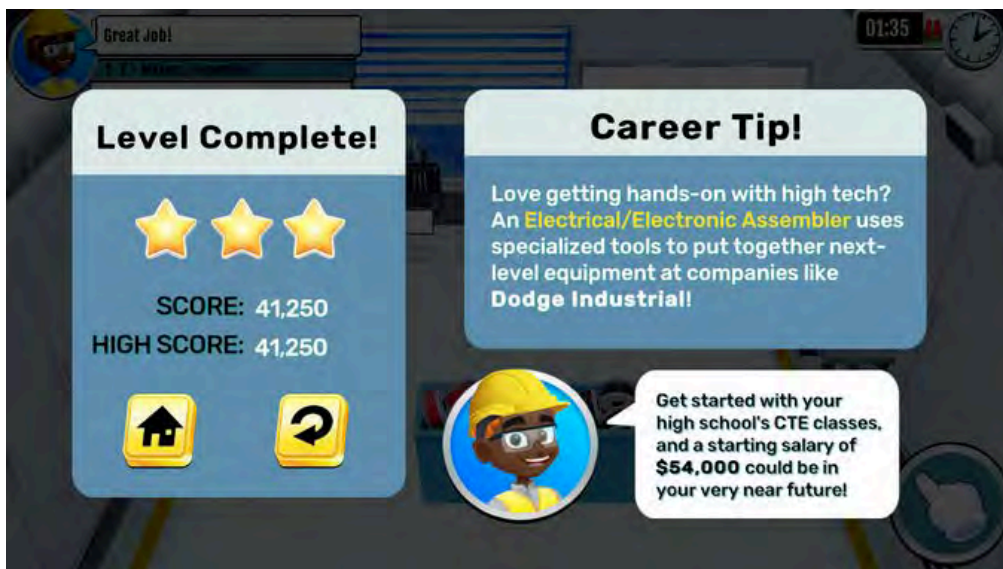 Great Job!
01:35
Level Complete!
SCORE: 41,250
HIGH SCORE: 41,250
Career Tip!
Love getting hands-on with high tech?
An Electrical/Electronic Assembler uses
specialized tools to put together next-
level equipment at companies like
Dodge Industrial!
Get started with your
high school's CTE classes,
and a starting salary of
$54,000 could be in
your very near future!